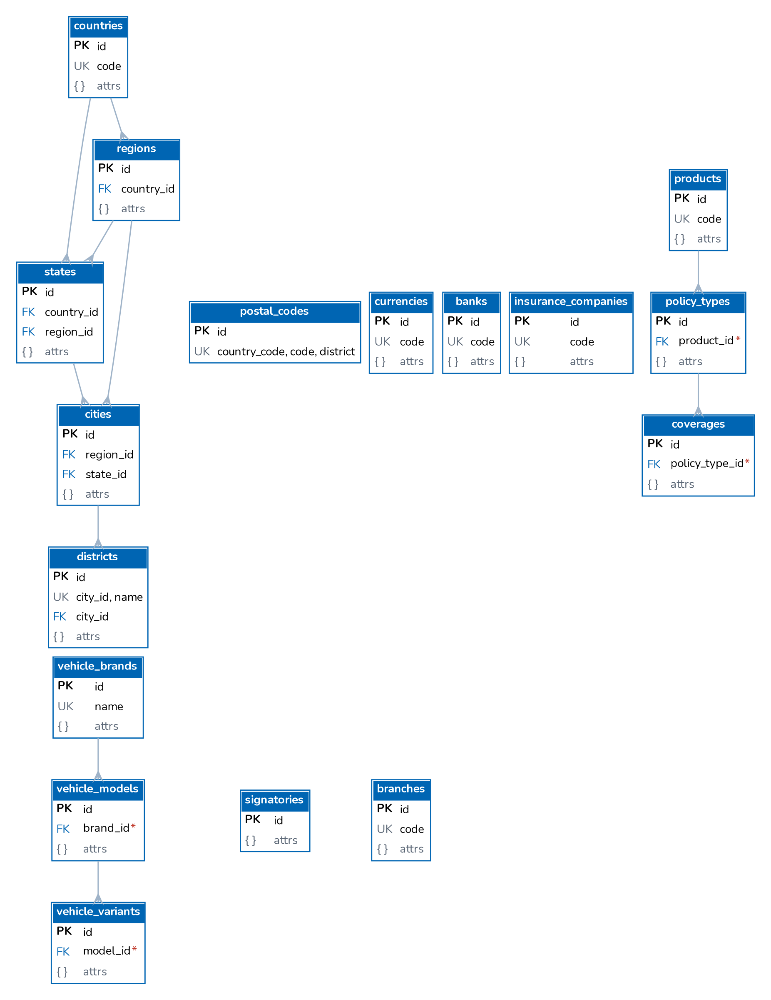 countries
PK id
UK code
{ } attrs
regions
PK id
FK country_id
{ } attrs
states
PK id
FK country_id
FK region_id
{ } attrs
cities
PK id
FK region_id
FK state_id
{ } attrs
districts
PK id
UK city_id, name
FK city_id
{ } attrs
postal_codes
PK id
UK country_code, code, district
currencies
PK id
UK code
{ } attrs
banks
PK id
UK code
{ } attrs
insurance_companies
PK id
UK code
{ } attrs
products
PK id
UK code
{ } attrs
policy_types
PK id
FK product_id*
{ } attrs
coverages
PK id
FK policy_type_id*
{ } attrs
vehicle_brands
PK id
UK name
{ } attrs
vehicle_models
PK id
FK brand_id*
{ } attrs
vehicle_variants
PK id
FK model_id*
{ } attrs
signatories
PK id
{ } attrs
branches
PK id
UK code
{ } attrs